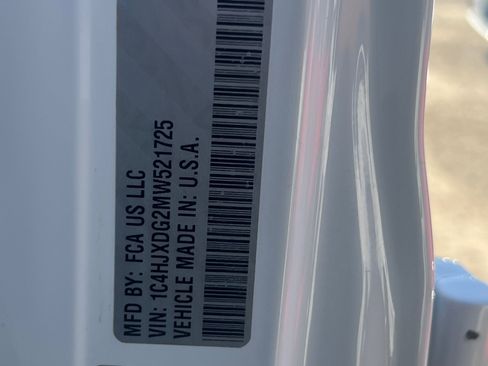 MFD BY: FCA US LLC
VIN: 1C4HJXDG2MW521725
VEHICLE MADE IN: U.S.A.